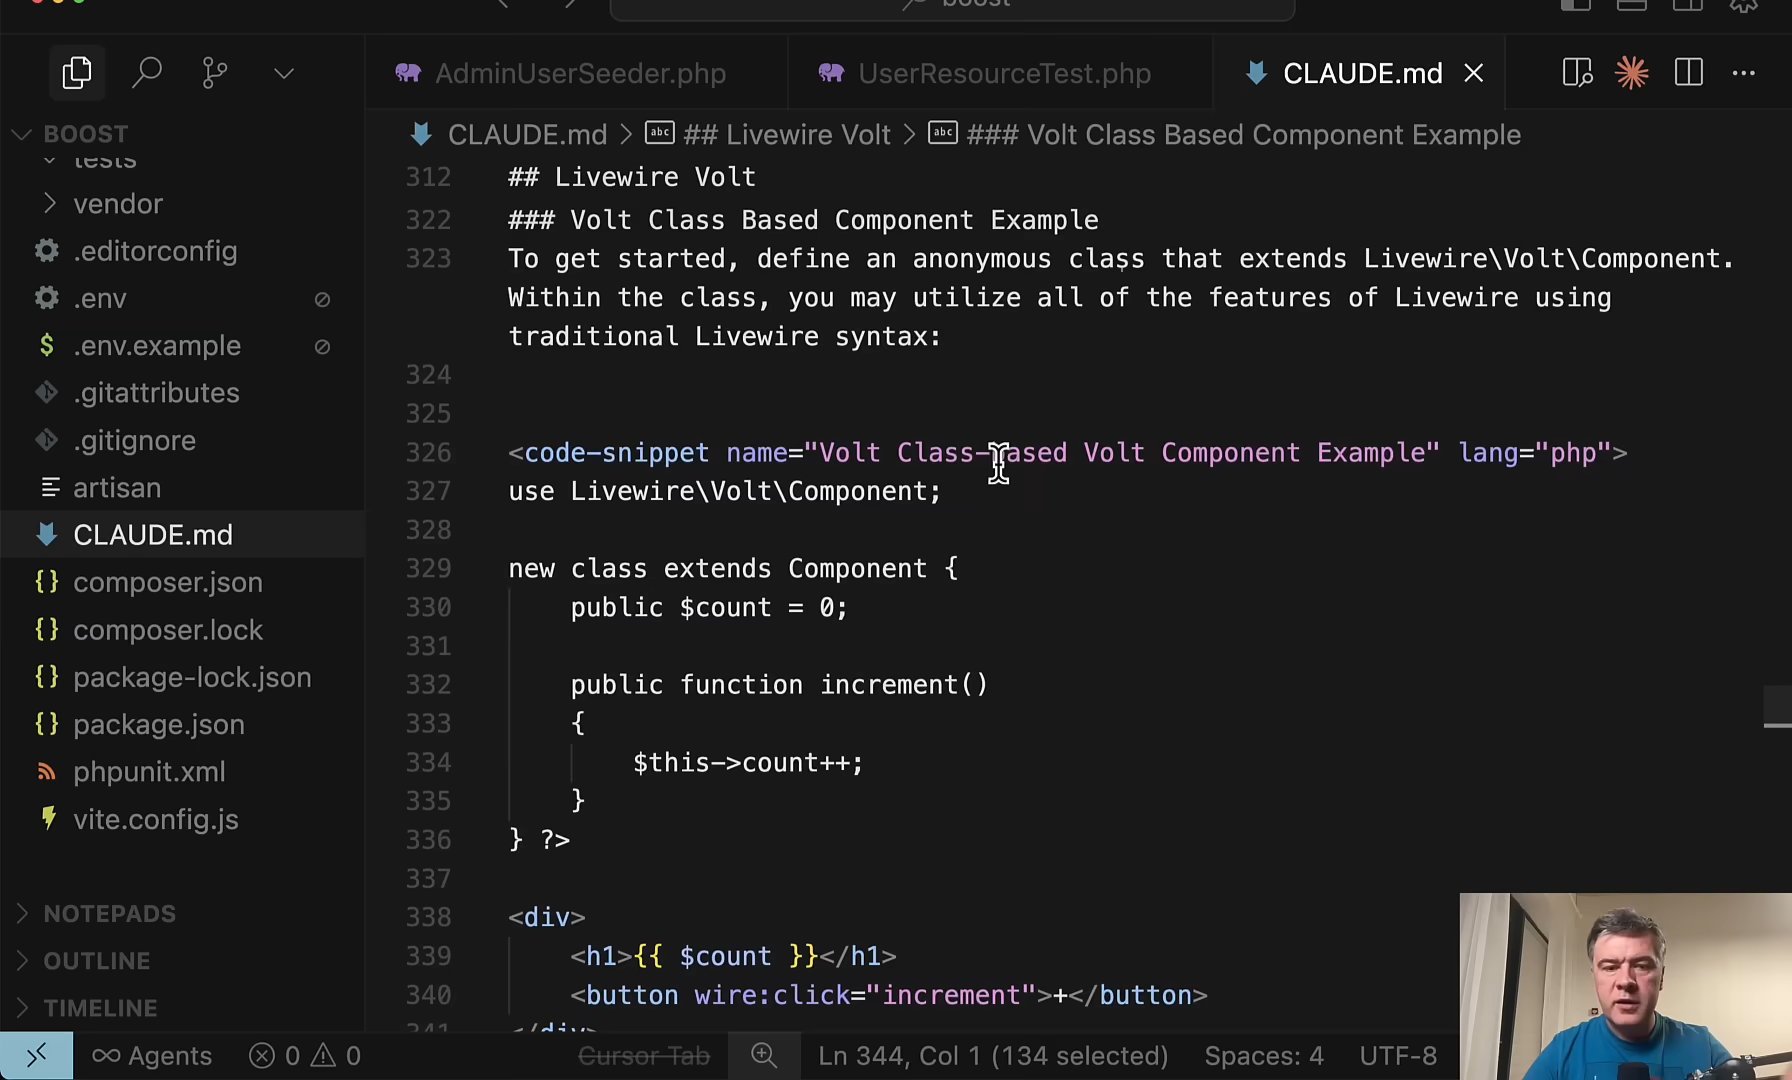 boost
AdminUserSeeder.php
UserResourceTest.php
CLAUDE.md
BOOST
CLAUDE.md > ## Livewire Volt > ### Volt Class Based Component Example
tests
vendor
.editorconfig
.env
$ .env.example
.gitattributes
.gitignore
artisan
CLAUDE.md
{} composer.json
{} composer.lock
{} package-lock.json
{} package.json
phpunit.xml
vite.config.js
NOTEPADS
OUTLINE
TIMELINE
312 ## Livewire Volt
322 ### Volt Class Based Component Example
323 To get started, define an anonymous class that extends Livewire\Volt\Component.
Within the class, you may utilize all of the features of Livewire using
traditional Livewire syntax:
324
325
326 <code-snippet name="Volt Class-based Volt Component Example" lang="php">
327 use Livewire\Volt\Component;
328
329 new class extends Component {
330 public $count = 0;
331
332 public function increment()
333 {
334 $this->count++;
335 }
336 } ?>
337
338 <div>
339 <h1>{{ $count }}</h1>
340 <button wire:click="increment">+</button>
341 </div>
Agents
0 0
Cursor Tab
Ln 344, Col 1 (134 selected)
Spaces: 4
UTF-8